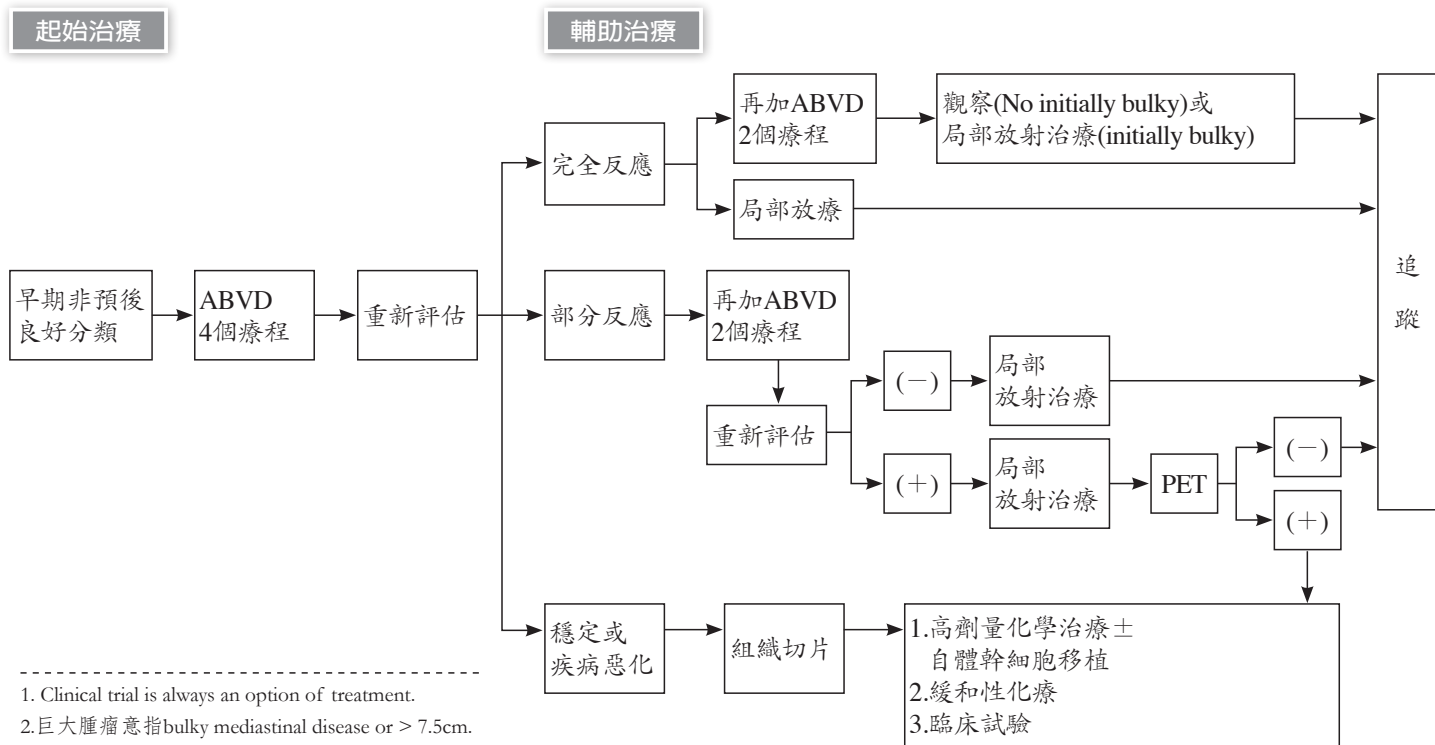 起始治療
輔助治療
早期非預後
良好分類
ABVD
4個療程
重新評估
完全反應
再加ABVD
2個療程
觀察(No initially bulky)或
局部放射治療(initially bulky)
局部放療
部分反應
再加ABVD
2個療程
重新評估
(－)
局部
放射治療
(＋)
局部
放射治療
PET
(－)
(＋)
穩定或
疾病惡化
組織切片
1.高劑量化學治療±
自體幹細胞移植
2.緩和性化療
3.臨床試驗
追
蹤
1. Clinical trial is always an option of treatment.
2.巨大腫瘤意指bulky mediastinal disease or > 7.5cm.